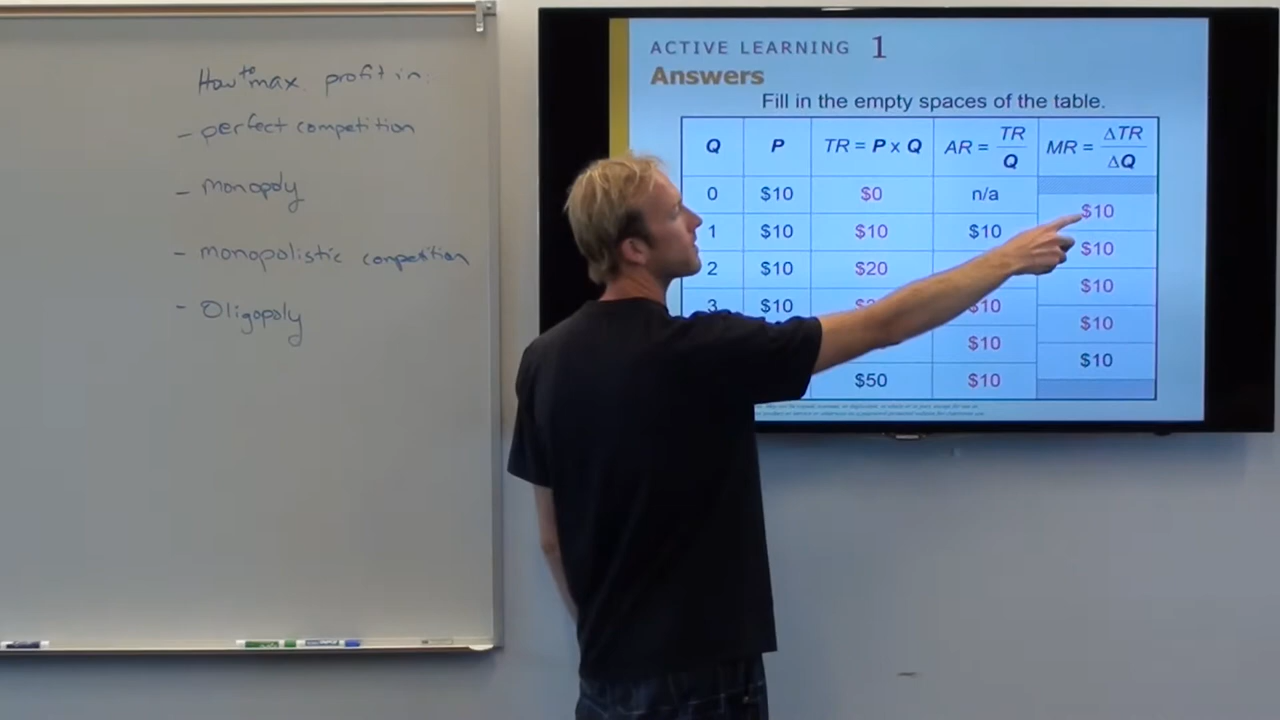 How to max. profit in:
- perfect competition
- monopoly
- monopolistic competition
- Oligopoly
ACTIVE LEARNING 1
Answers
Fill in the empty spaces of the table.
Q P TR = P x Q AR = TR/Q MR = ΔTR/ΔQ
0 $10 $0 n/a
$10
1 $10 $10 $10
$10
2 $10 $20
$10
3 $10 $10
$10
$10
$10
$50 $10